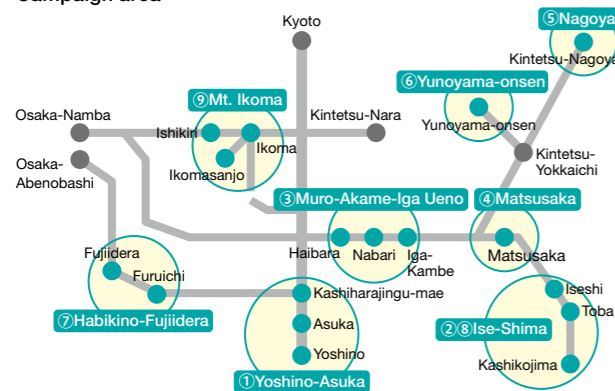 Campaign area
⑤Nagoya
Kyoto
Kintetsu-Nagoya
⑥Yunoyama-onsen
⑨Mt. Ikoma
Osaka-Namba
Kintetsu-Nara
Ishikiri
Ikoma
Yunoyama-onsen
Osaka-
Abenobashi
Ikomasanjo
Kintetsu-
Yokkaichi
③Muro-Akame-Iga Ueno
④Matsusaka
Fujiidera
Haibara
Nabari
Iga-
Kambe
Matsusaka
Furuichi
Kashiharajingu-mae
Iseshi
Toba
⑦Habikino-Fujiidera
Asuka
②⑧Ise-Shima
Yoshino
Kashikojima
①Yoshino-Asuka